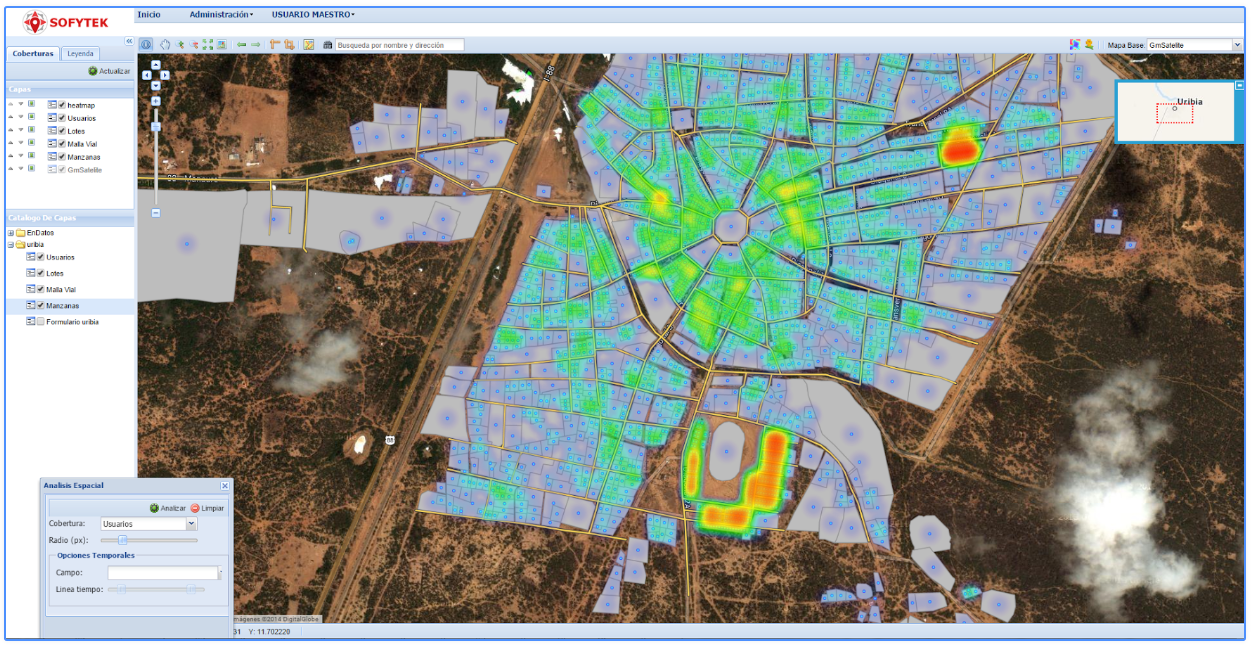 SOFYTEK
Inicio Administración USUARIO MAESTRO
Coberturas Leyenda
Busqueda por nombre y dirección
Mapa Base: GmSatelite
Actualizar
Capas
heatmap
Usuarios
Lotes
Malla Vial
Manzanas
GmSatelite
Catalogo De Capas
EnDatos
uribia
Usuarios
Lotes
Malla Vial
Manzanas
Formulario uribia
Uribia
88
88
Analisis Espacial
Analizar Limpiar
Cobertura: Usuarios
Radio (px):
Opciones Temporales
Campo:
Linea tiempo:
Imágenes ©2014 DigitalGlobe
31 Y: 11.702220